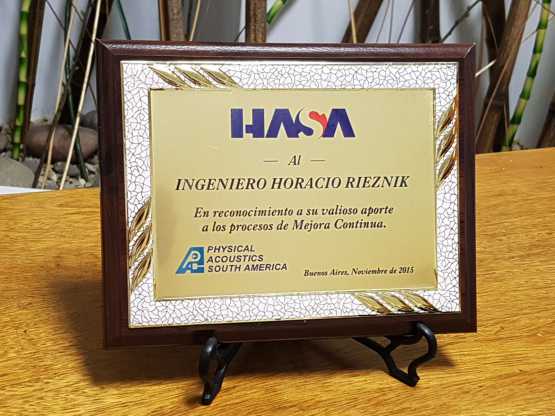 HASA
Al
INGENIERO HORACIO RIEZNIK
En reconocimiento a su valioso aporte
a los procesos de Mejora Continua.
PHYSICAL
ACOUSTICS
SOUTH AMERICA
Buenos Aires, Noviembre de 2015